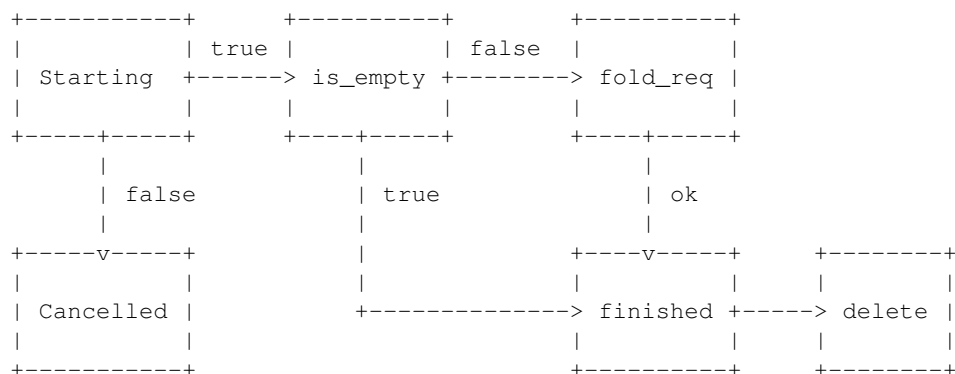 true false
Starting is_empty fold_req
false true ok
Cancelled finished delete